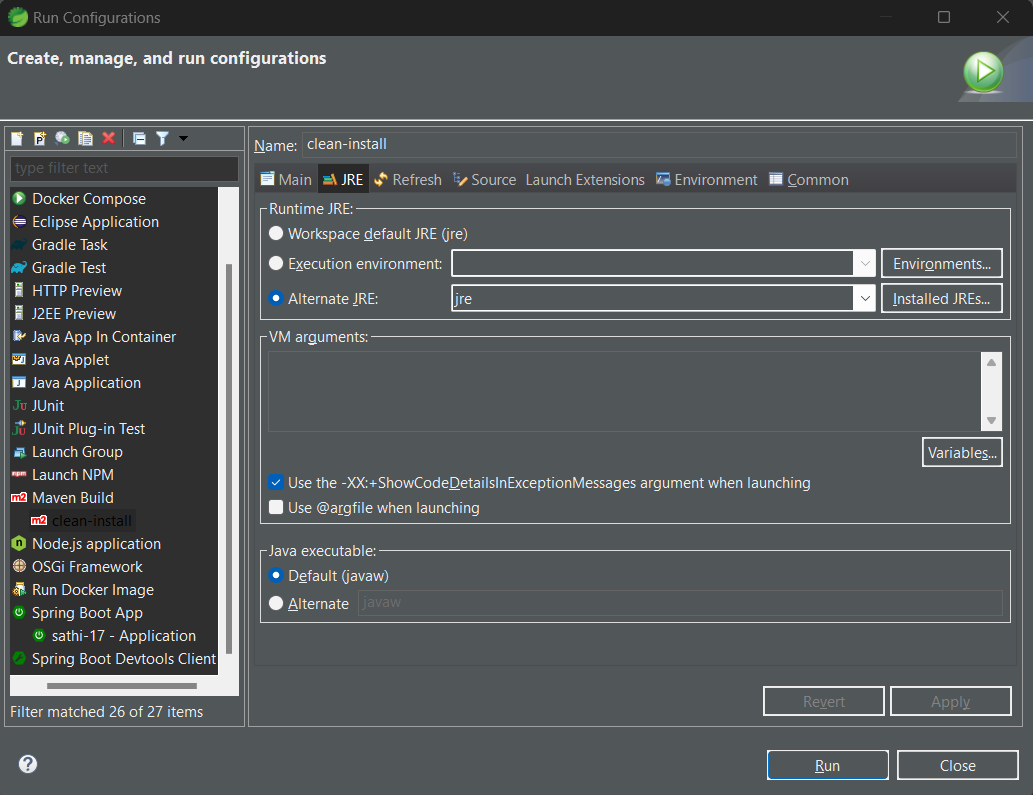 Run Configurations
Create, manage, and run configurations
type filter text
Docker Compose
Eclipse Application
Gradle Task
Gradle Test
HTTP Preview
J2EE Preview
Java App In Container
Java Applet
Java Application
JUnit
JUnit Plug-in Test
Launch Group
Launch NPM
Maven Build
clean-install
Node.js application
OSGi Framework
Run Docker Image
Spring Boot App
sathi-17 - Application
Spring Boot Devtools Client
Filter matched 26 of 27 items
Name: clean-install
Main JRE Refresh Source Launch Extensions Environment Common
Runtime JRE:
Workspace default JRE (jre)
Execution environment: Environments...
Alternate JRE: jre Installed JREs...
VM arguments:
Variables...
Use the -XX:+ShowCodeDetailsInExceptionMessages argument when launching
Use @argfile when launching
Java executable:
Default (javaw)
Alternate javaw
Revert Apply
Run Close